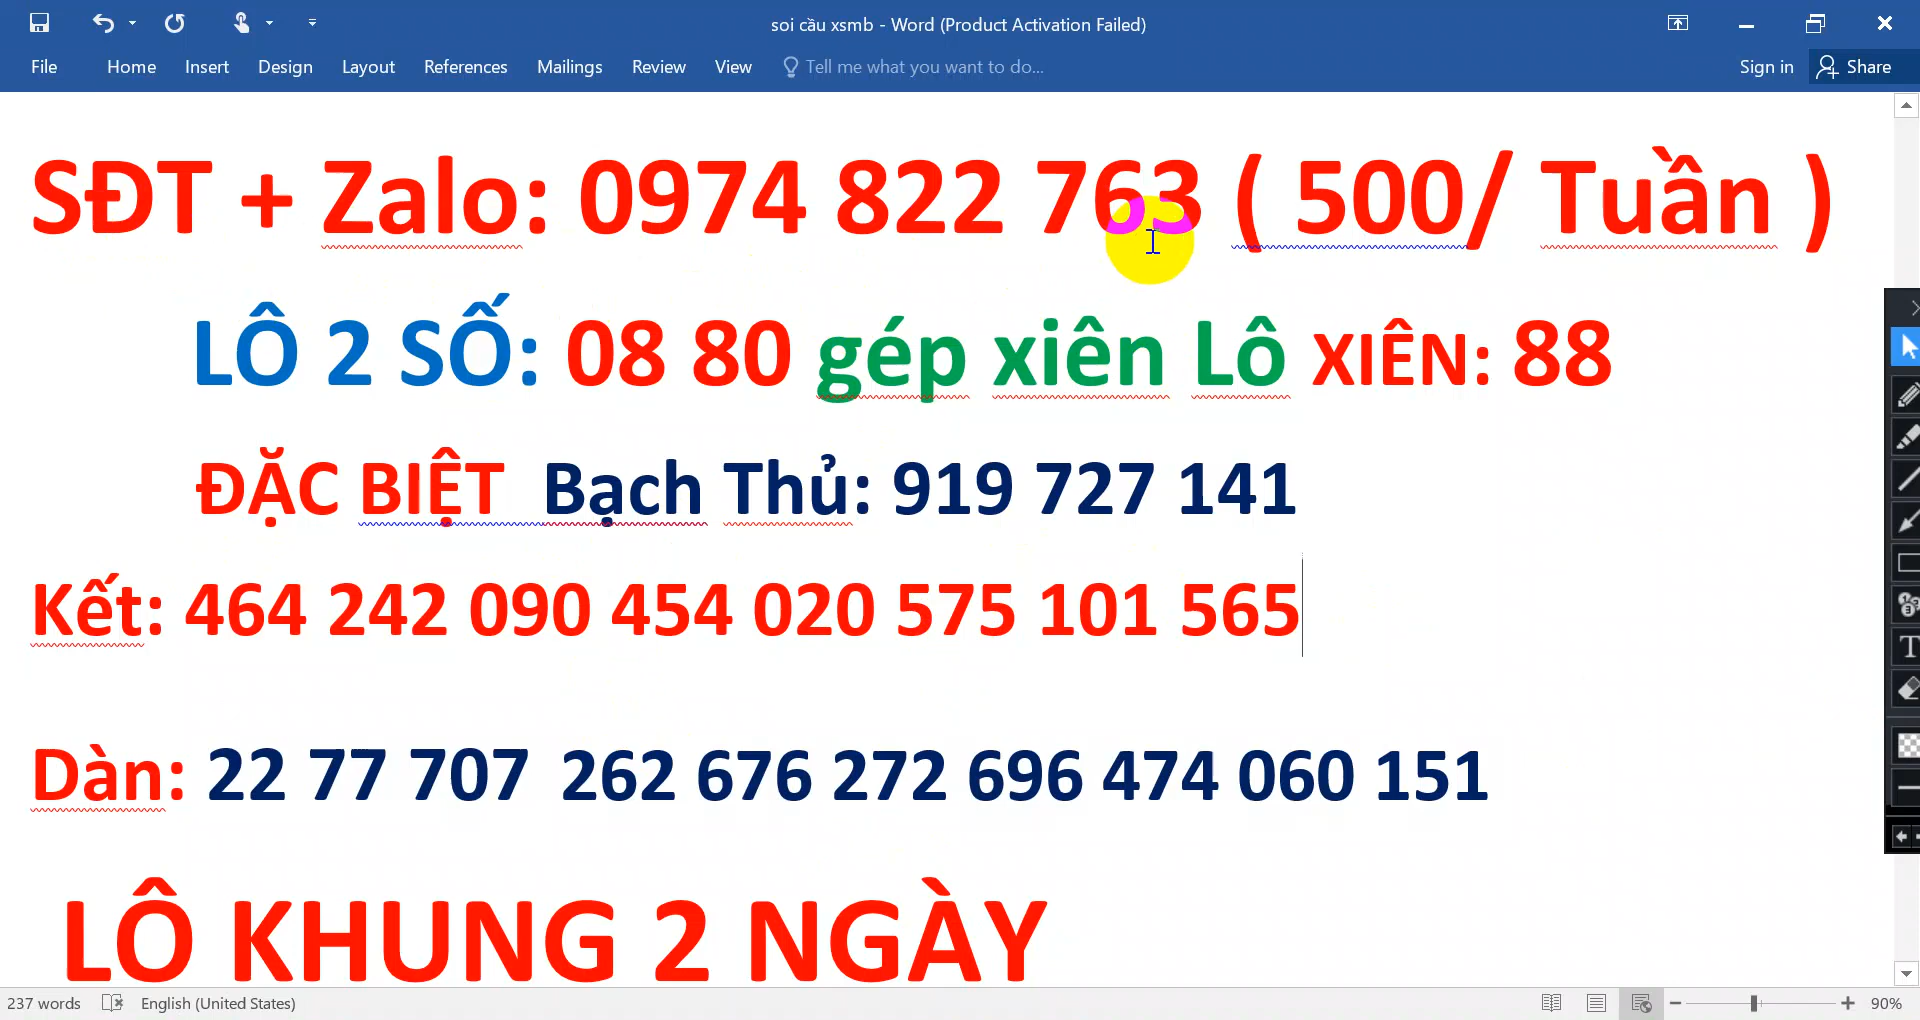 soi cầu xsmb - Word (Product Activation Failed)
File Home Insert Design Layout References Mailings Review View Tell me what you want to do... Sign in Share
SĐT + Zalo: 0974 822 763 ( 500/ Tuần )
LÔ 2 SỐ: 08 80 gép xiên Lô XIÊN: 88
ĐẶC BIỆT Bạch Thủ: 919 727 141
Kết: 464 242 090 454 020 575 101 565
Dàn: 22 77 707 262 676 272 696 474 060 151
LÔ KHUNG 2 NGÀY
237 words English (United States) 90%